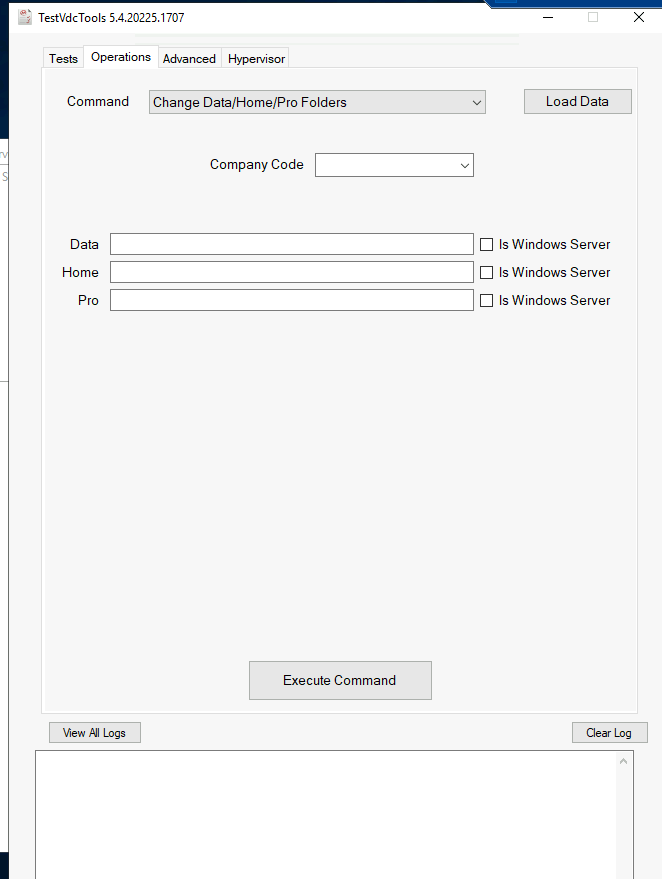 TestVdcTools 5.4.20225.1707
Tests Operations Advanced Hypervisor
Command Change Data/Home/Pro Folders Load Data
Company Code
Data Is Windows Server
Home Is Windows Server
Pro Is Windows Server
Execute Command
View All Logs Clear Log